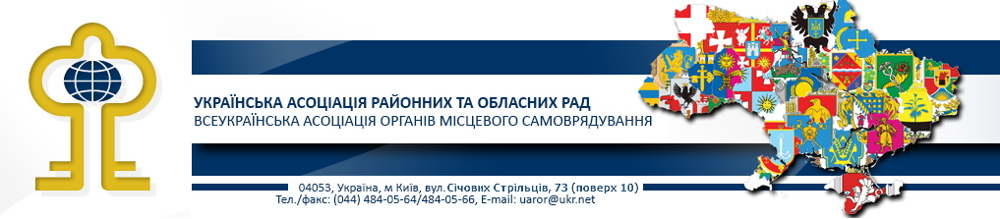 УКРАЇНСЬКА АСОЦІАЦІЯ РАЙОННИХ ТА ОБЛАСНИХ РАД
ВСЕУКРАЇНСЬКА АСОЦІАЦІЯ ОРГАНІВ МІСЦЕВОГО САМОВРЯДУВАННЯ
04053, Україна, м Київ, вул. Січових Стрільців, 73 (поверх 10)
Тел./факс: (044) 484-05-64/484-05-66, E-mail: uaror@ukr.net